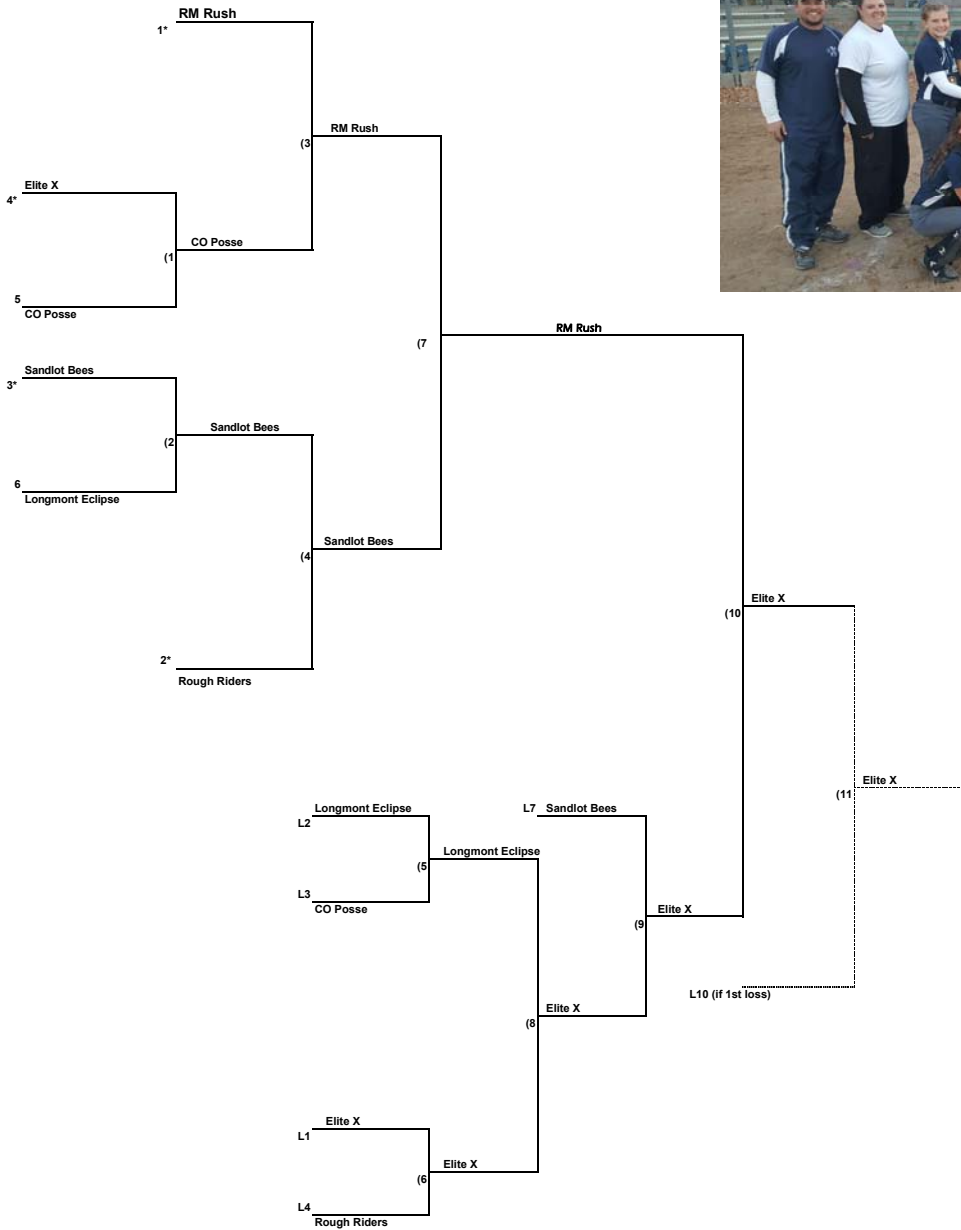 RM Rush
1*
RM Rush
(3
Elite X
4*
CO Posse
(1
5
CO Posse
RM Rush
(7
Sandlot Bees
3*
Sandlot Bees
(2
6
Longmont Eclipse
Sandlot Bees
(4
Elite X
(10
2*
Rough Riders
Elite X
(11
Longmont Eclipse
L2
L7 Sandlot Bees
Longmont Eclipse
(5
L3
CO Posse
Elite X
(9
L10 (if 1st loss)
Elite X
(8
Elite X
L1
Elite X
(6
L4
Rough Riders